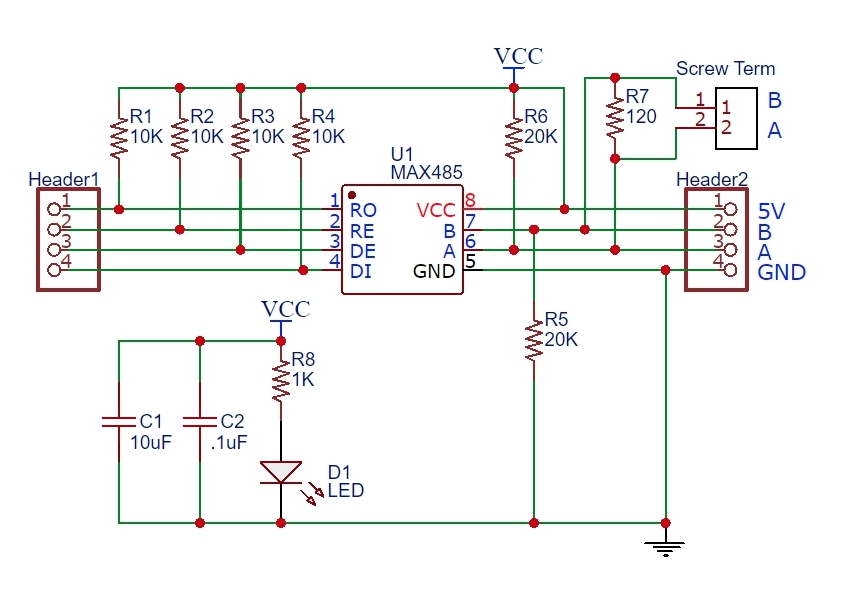 VCC
Screw Term
R1
10K
R2
10K
R3
10K
R4
10K
R6
20K
R7
120
1
2
1
2
B
A
U1
MAX485
Header1
1
2
3
4
1
2
3
4
RO
RE
DE
DI
VCC
B
A
GND
8
7
6
5
Header2
1
2
3
4
5V
B
A
GND
VCC
R8
1K
R5
20K
C1
10uF
C2
.1uF
D1
LED